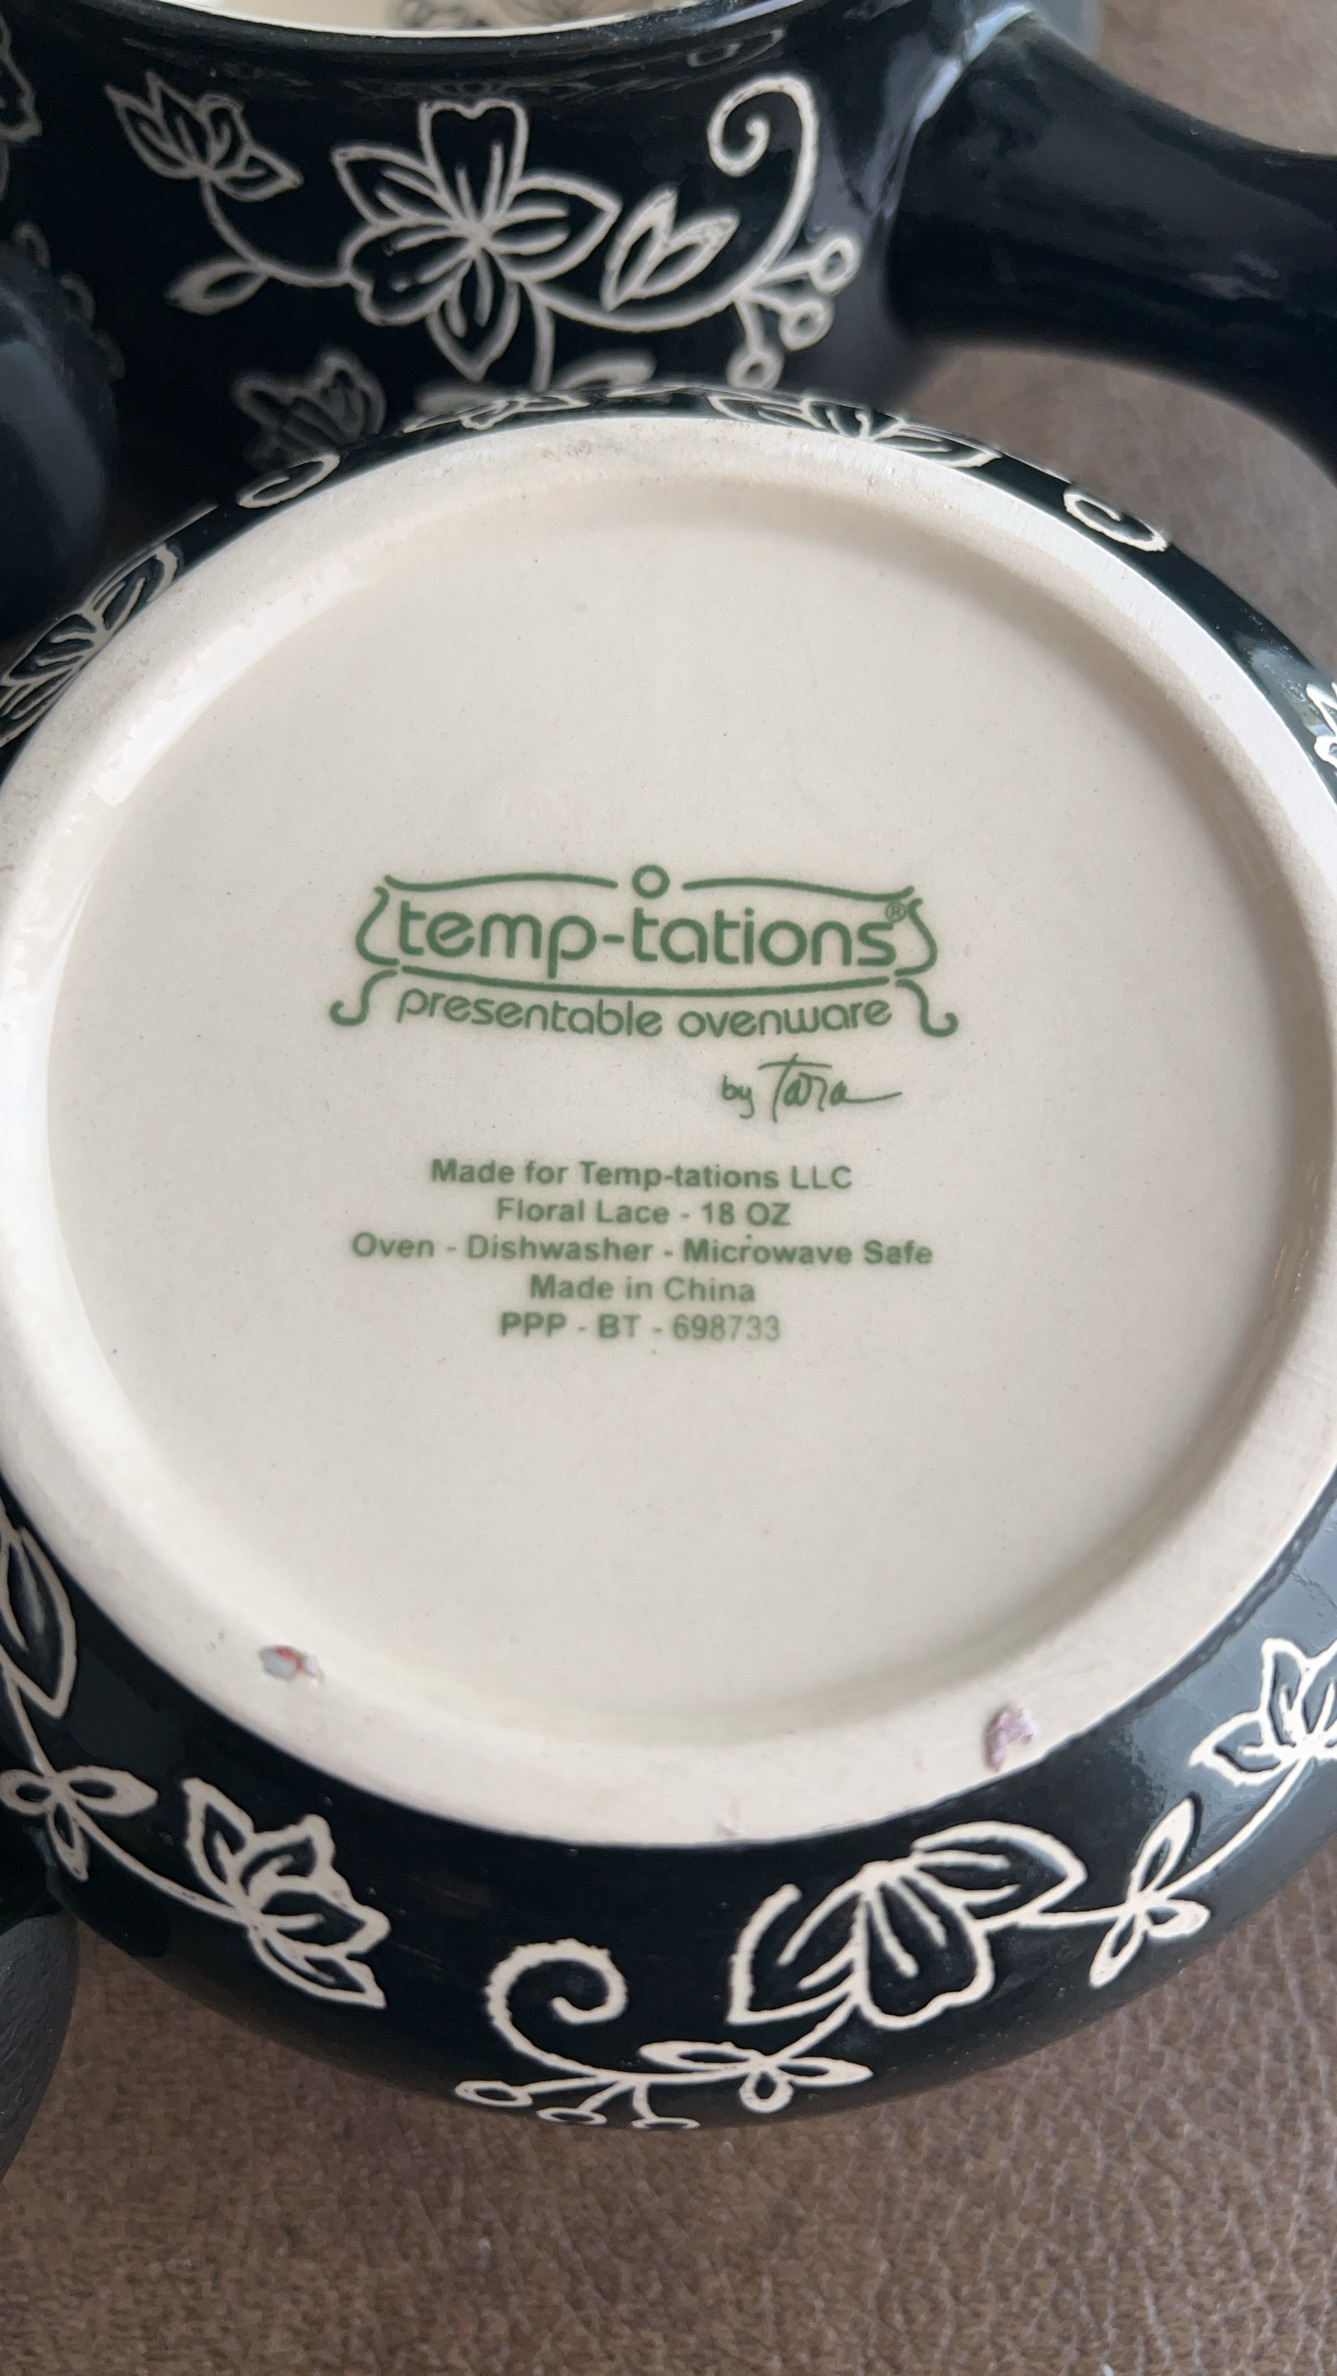 temp-tations®
presentable ovenware
by Tara
Made for Temp-tations LLC
Floral Lace - 18 OZ
Oven - Dishwasher - Microwave Safe
Made in China
PPP - BT - 698733